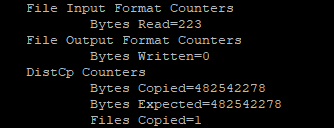 File Input Format Counters
Bytes Read=223
File Output Format Counters
Bytes Written=0
DistCp Counters
Bytes Copied=482542278
Bytes Expected=482542278
Files Copied=1